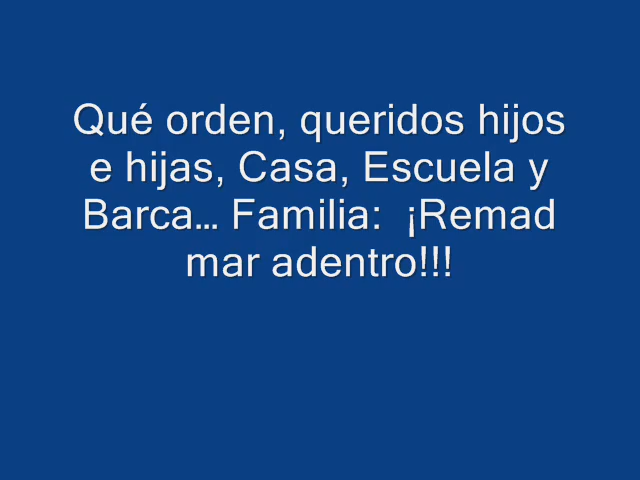 Qué orden, queridos hijos
e hijas, Casa, Escuela y
Barca… Familia:  ¡Remad
mar adentro!!!